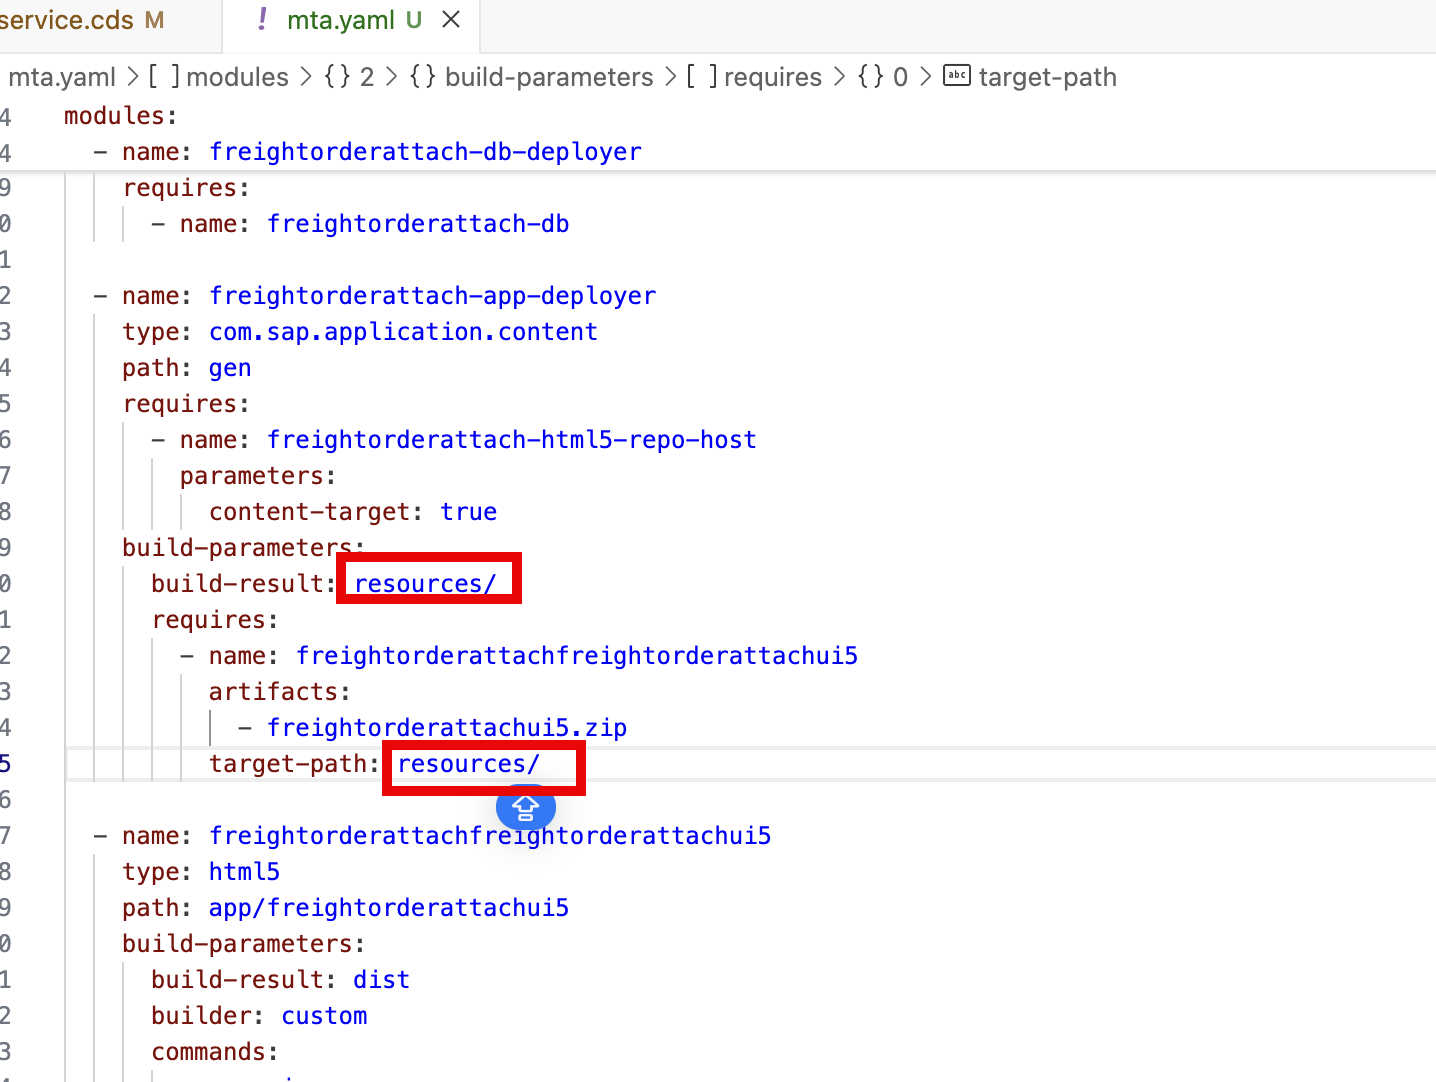 service.cds M
! mta.yaml U
mta.yaml > [ ] modules > {} 2 > {} build-parameters > [ ] requires > {} 0 > abc target-path
4 modules:
4 - name: freightorderattach-db-deployer
9 requires:
0 - name: freightorderattach-db
1
2 - name: freightorderattach-app-deployer
3 type: com.sap.application.content
4 path: gen
5 requires:
6 - name: freightorderattach-html5-repo-host
7 parameters:
8 content-target: true
9 build-parameters:
0 build-result: resources/
1 requires:
2 - name: freightorderattachfreightorderattachui5
3 artifacts:
4 - freightorderattachui5.zip
5 target-path: resources/
6
7 - name: freightorderattachfreightorderattachui5
8 type: html5
9 path: app/freightorderattachui5
0 build-parameters:
1 build-result: dist
2 builder: custom
3 commands: